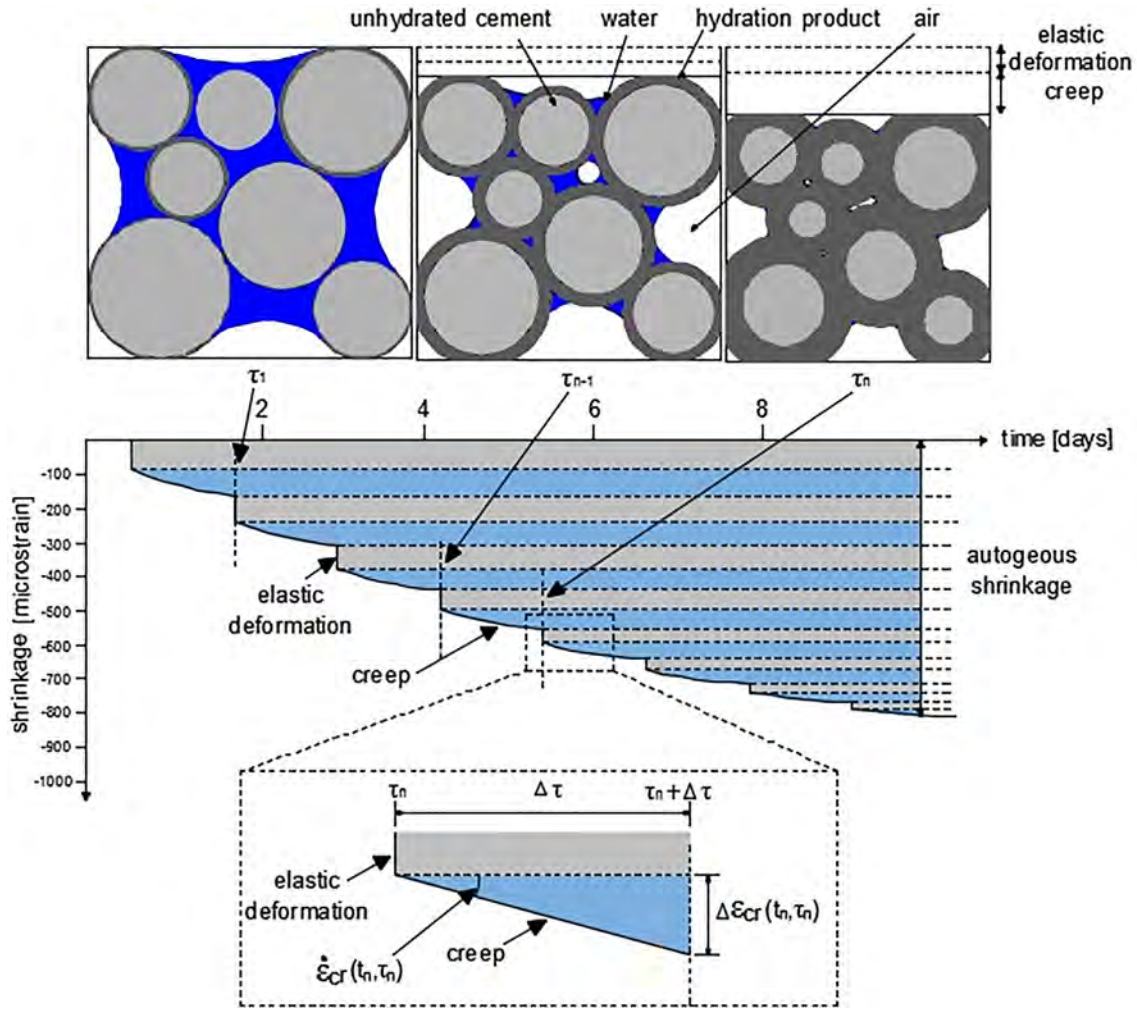 unhydrated cement
water
hydration product
air
elastic
deformation
creep
τ1
τn-1
τn
2
4
6
8
time [days]
shrinkage [microstrain]
-100
-200
-300
-400
-500
-600
-700
-800
-900
-1000
elastic
deformation
creep
autogeous
shrinkage
τn
Δτ
τn+Δτ
elastic
deformation
ε̇cr(tn,τn)
creep
Δεcr(tn,τn)